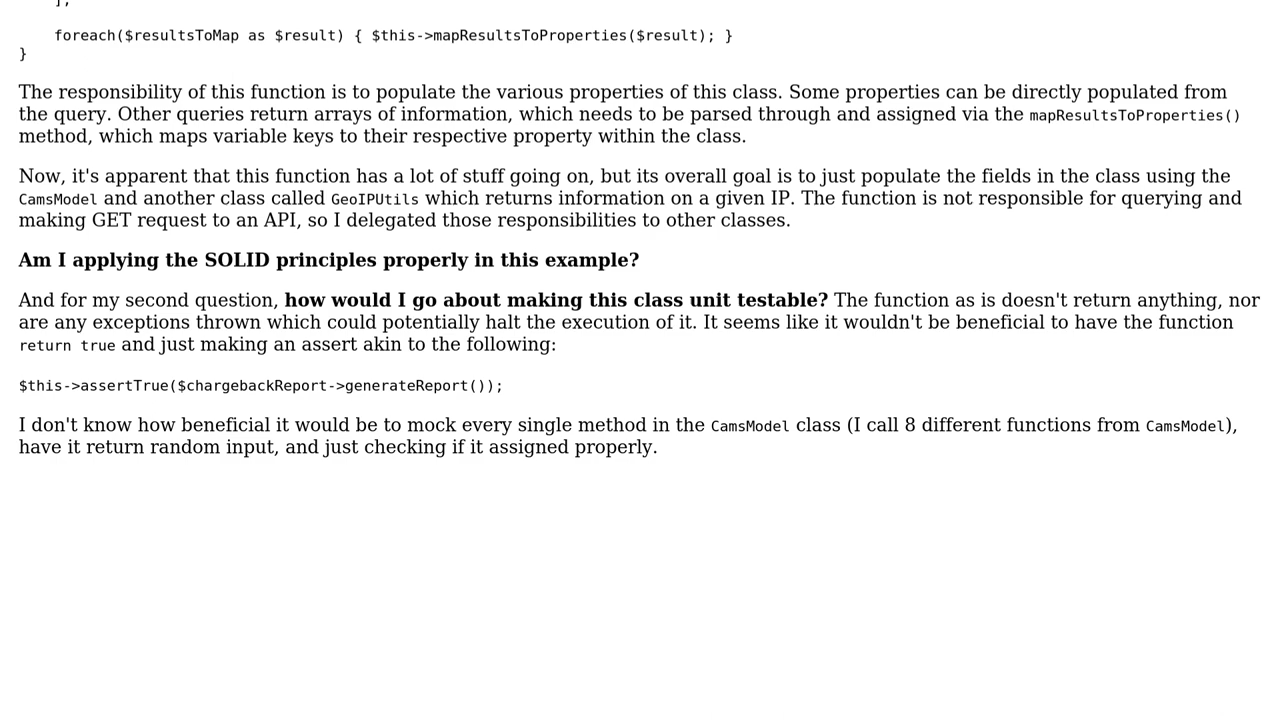 ];
foreach($resultsToMap as $result) { $this->mapResultsToProperties($result); }
}
The responsibility of this function is to populate the various properties of this class. Some properties can be directly populated from
the query. Other queries return arrays of information, which needs to be parsed through and assigned via the mapResultsToProperties()
method, which maps variable keys to their respective property within the class.
Now, it's apparent that this function has a lot of stuff going on, but its overall goal is to just populate the fields in the class using the
CamsModel and another class called GeoIPUtils which returns information on a given IP. The function is not responsible for querying and
making GET request to an API, so I delegated those responsibilities to other classes.
Am I applying the SOLID principles properly in this example?
And for my second question, how would I go about making this class unit testable? The function as is doesn't return anything, nor
are any exceptions thrown which could potentially halt the execution of it. It seems like it wouldn't be beneficial to have the function
return true and just making an assert akin to the following:
$this->assertTrue($chargebackReport->generateReport());
I don't know how beneficial it would be to mock every single method in the CamsModel class (I call 8 different functions from CamsModel),
have it return random input, and just checking if it assigned properly.